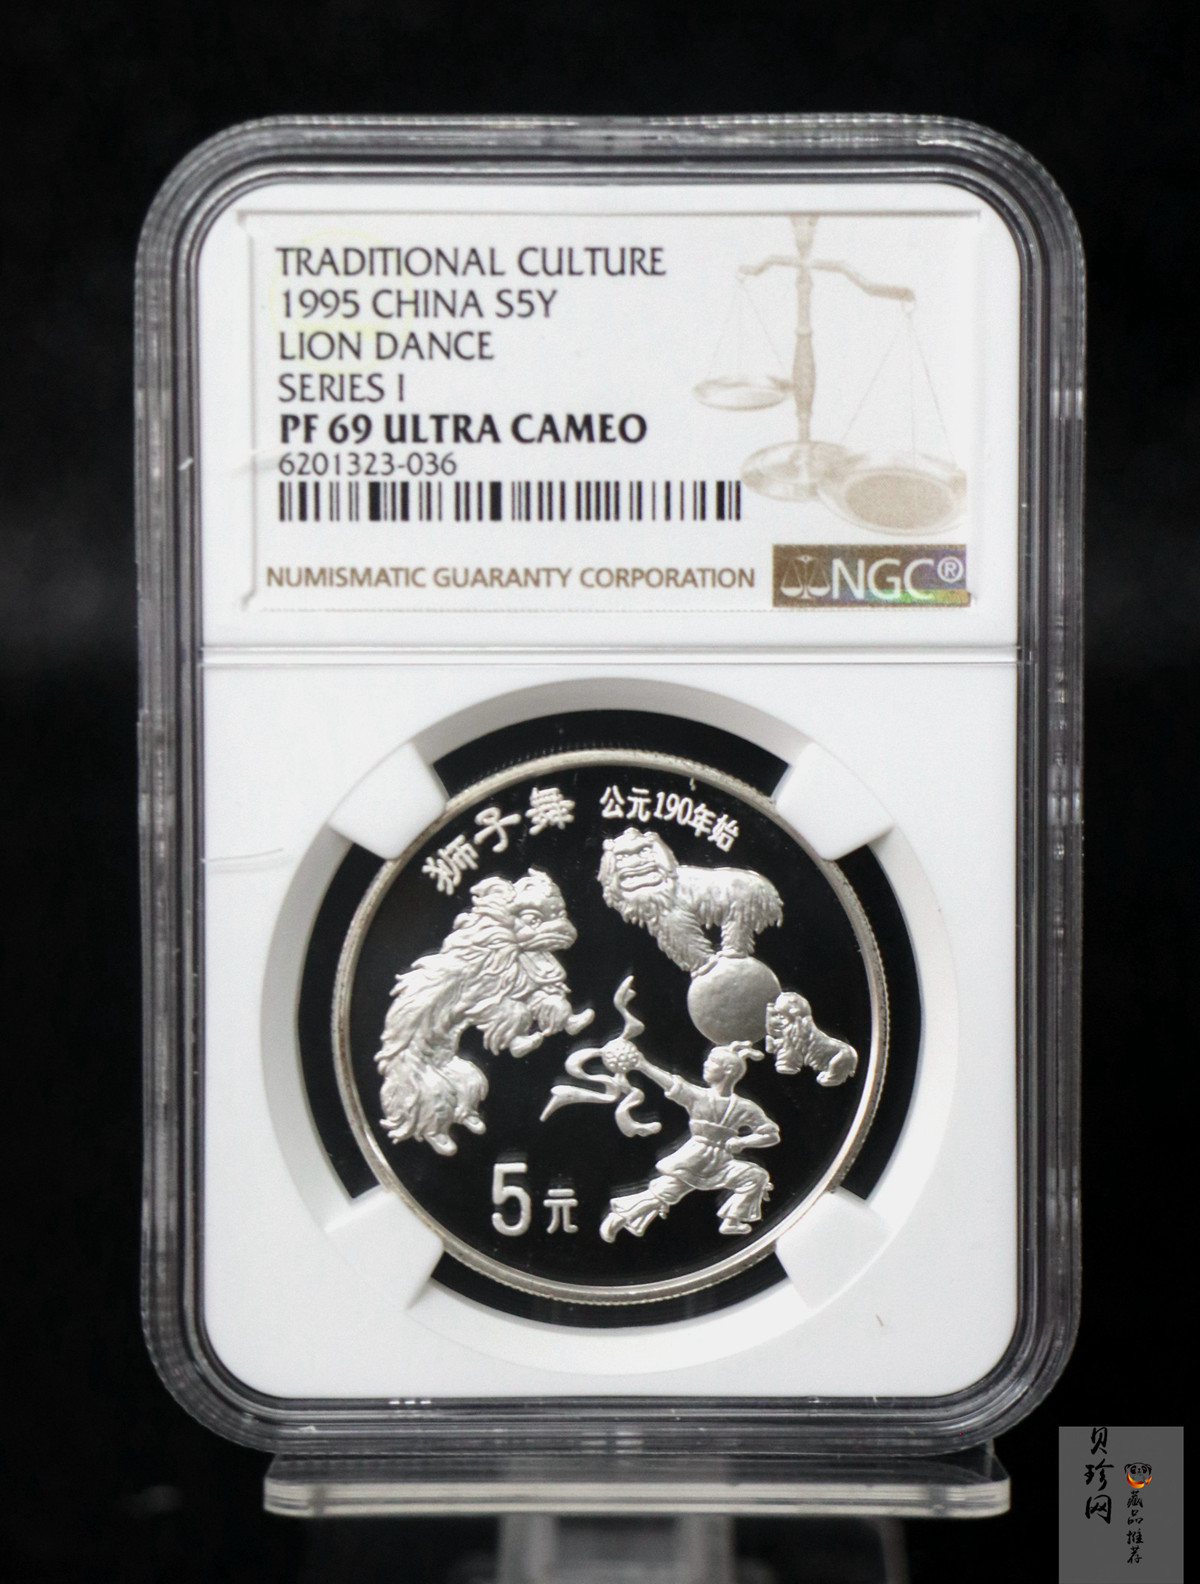 TRADITIONAL CULTURE
1995 CHINA S5Y
LION DANCE
SERIES I
PF 69 ULTRA CAMEO
6201323-036
NUMISMATIC GUARANTY CORPORATION
NGC®
狮子舞
公元190年始
5元
贝珍网
藏品推荐